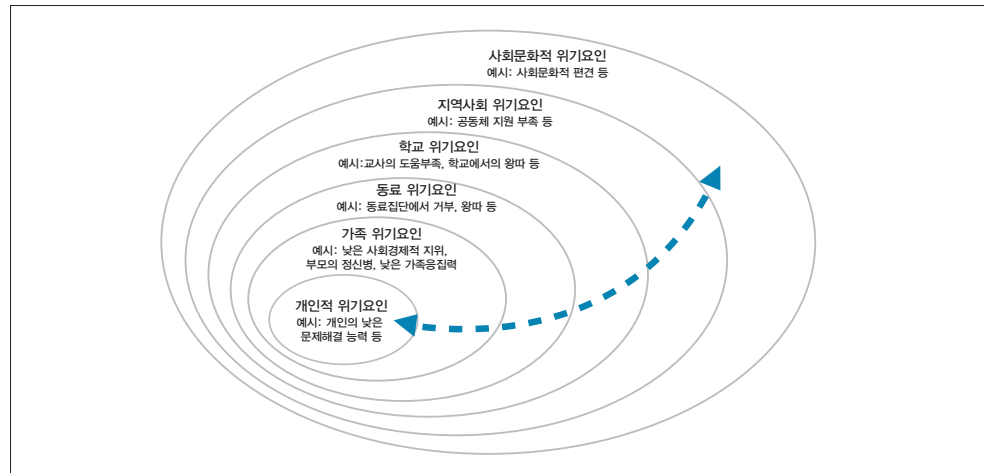 사회문화적 위기요인
예시: 사회문화적 편견 등
지역사회 위기요인
예시: 공동체 지원 부족 등
학교 위기요인
예시:교사의 도움부족, 학교에서의 왕따 등
동료 위기요인
예시: 동료집단에서 거부, 왕따 등
가족 위기요인
예시: 낮은 사회경제적 지위,
부모의 정신병, 낮은 가족응집력
개인적 위기요인
예시: 개인의 낮은
문제해결 능력 등